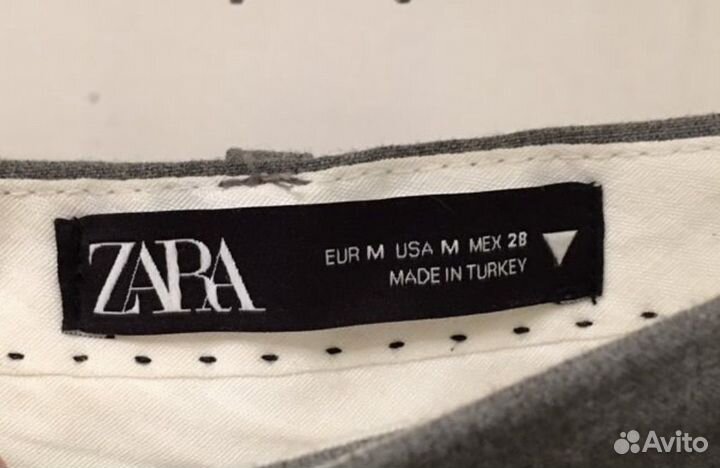 ZARA
EUR M USA M MEX 28
MADE IN TURKEY
Avito